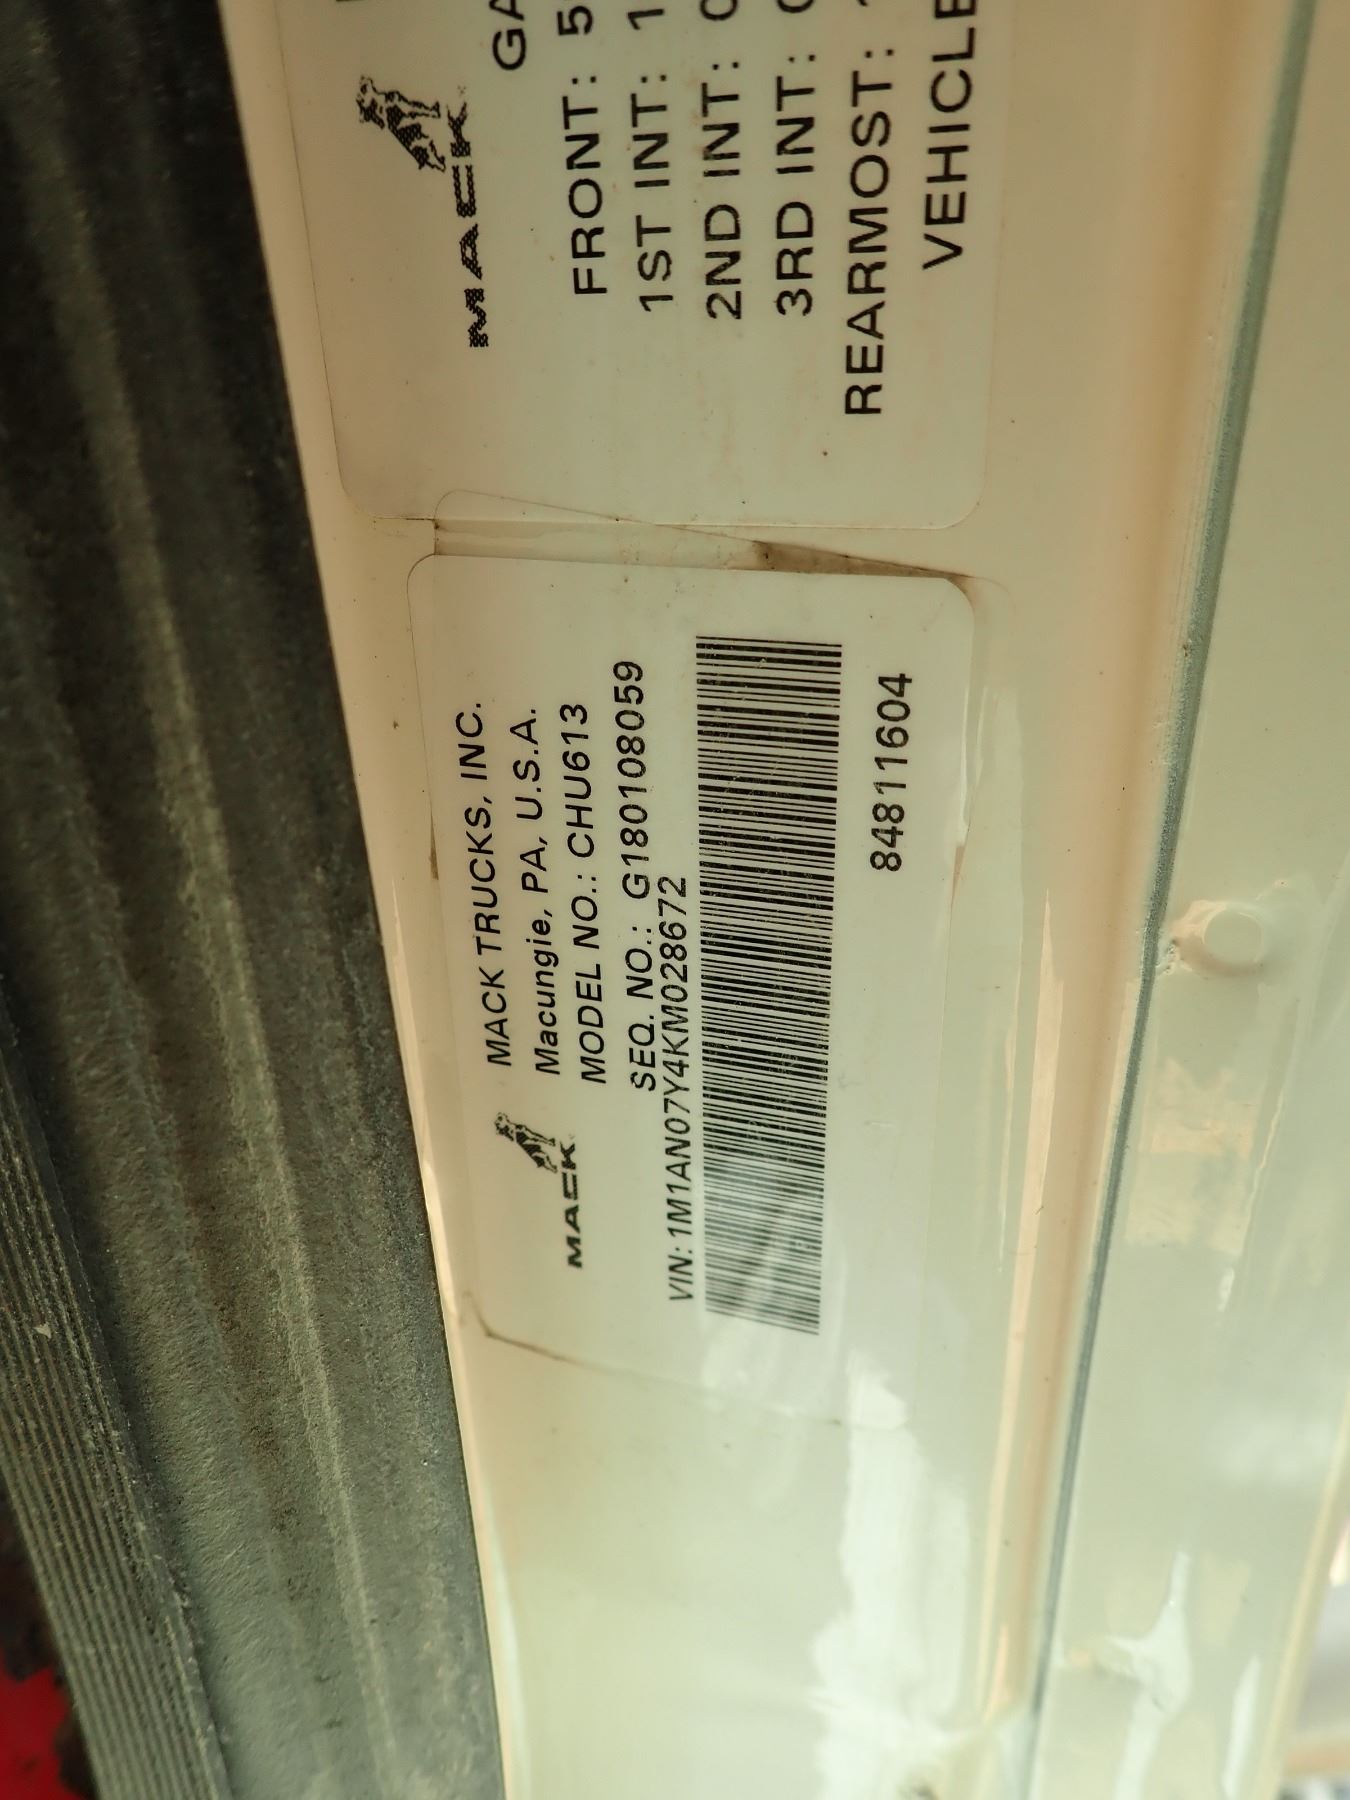 MACK
GA
FRONT: 5
1ST INT: 1
2ND INT: 0
3RD INT: 0
REARMOST:
VEHICLE
MACK TRUCKS, INC.
Macungie, PA, U.S.A.
MODEL NO.: CHU613
SEQ. NO.: G180108059
MACK
VIN: 1M1AN07Y4KM028672
84811604